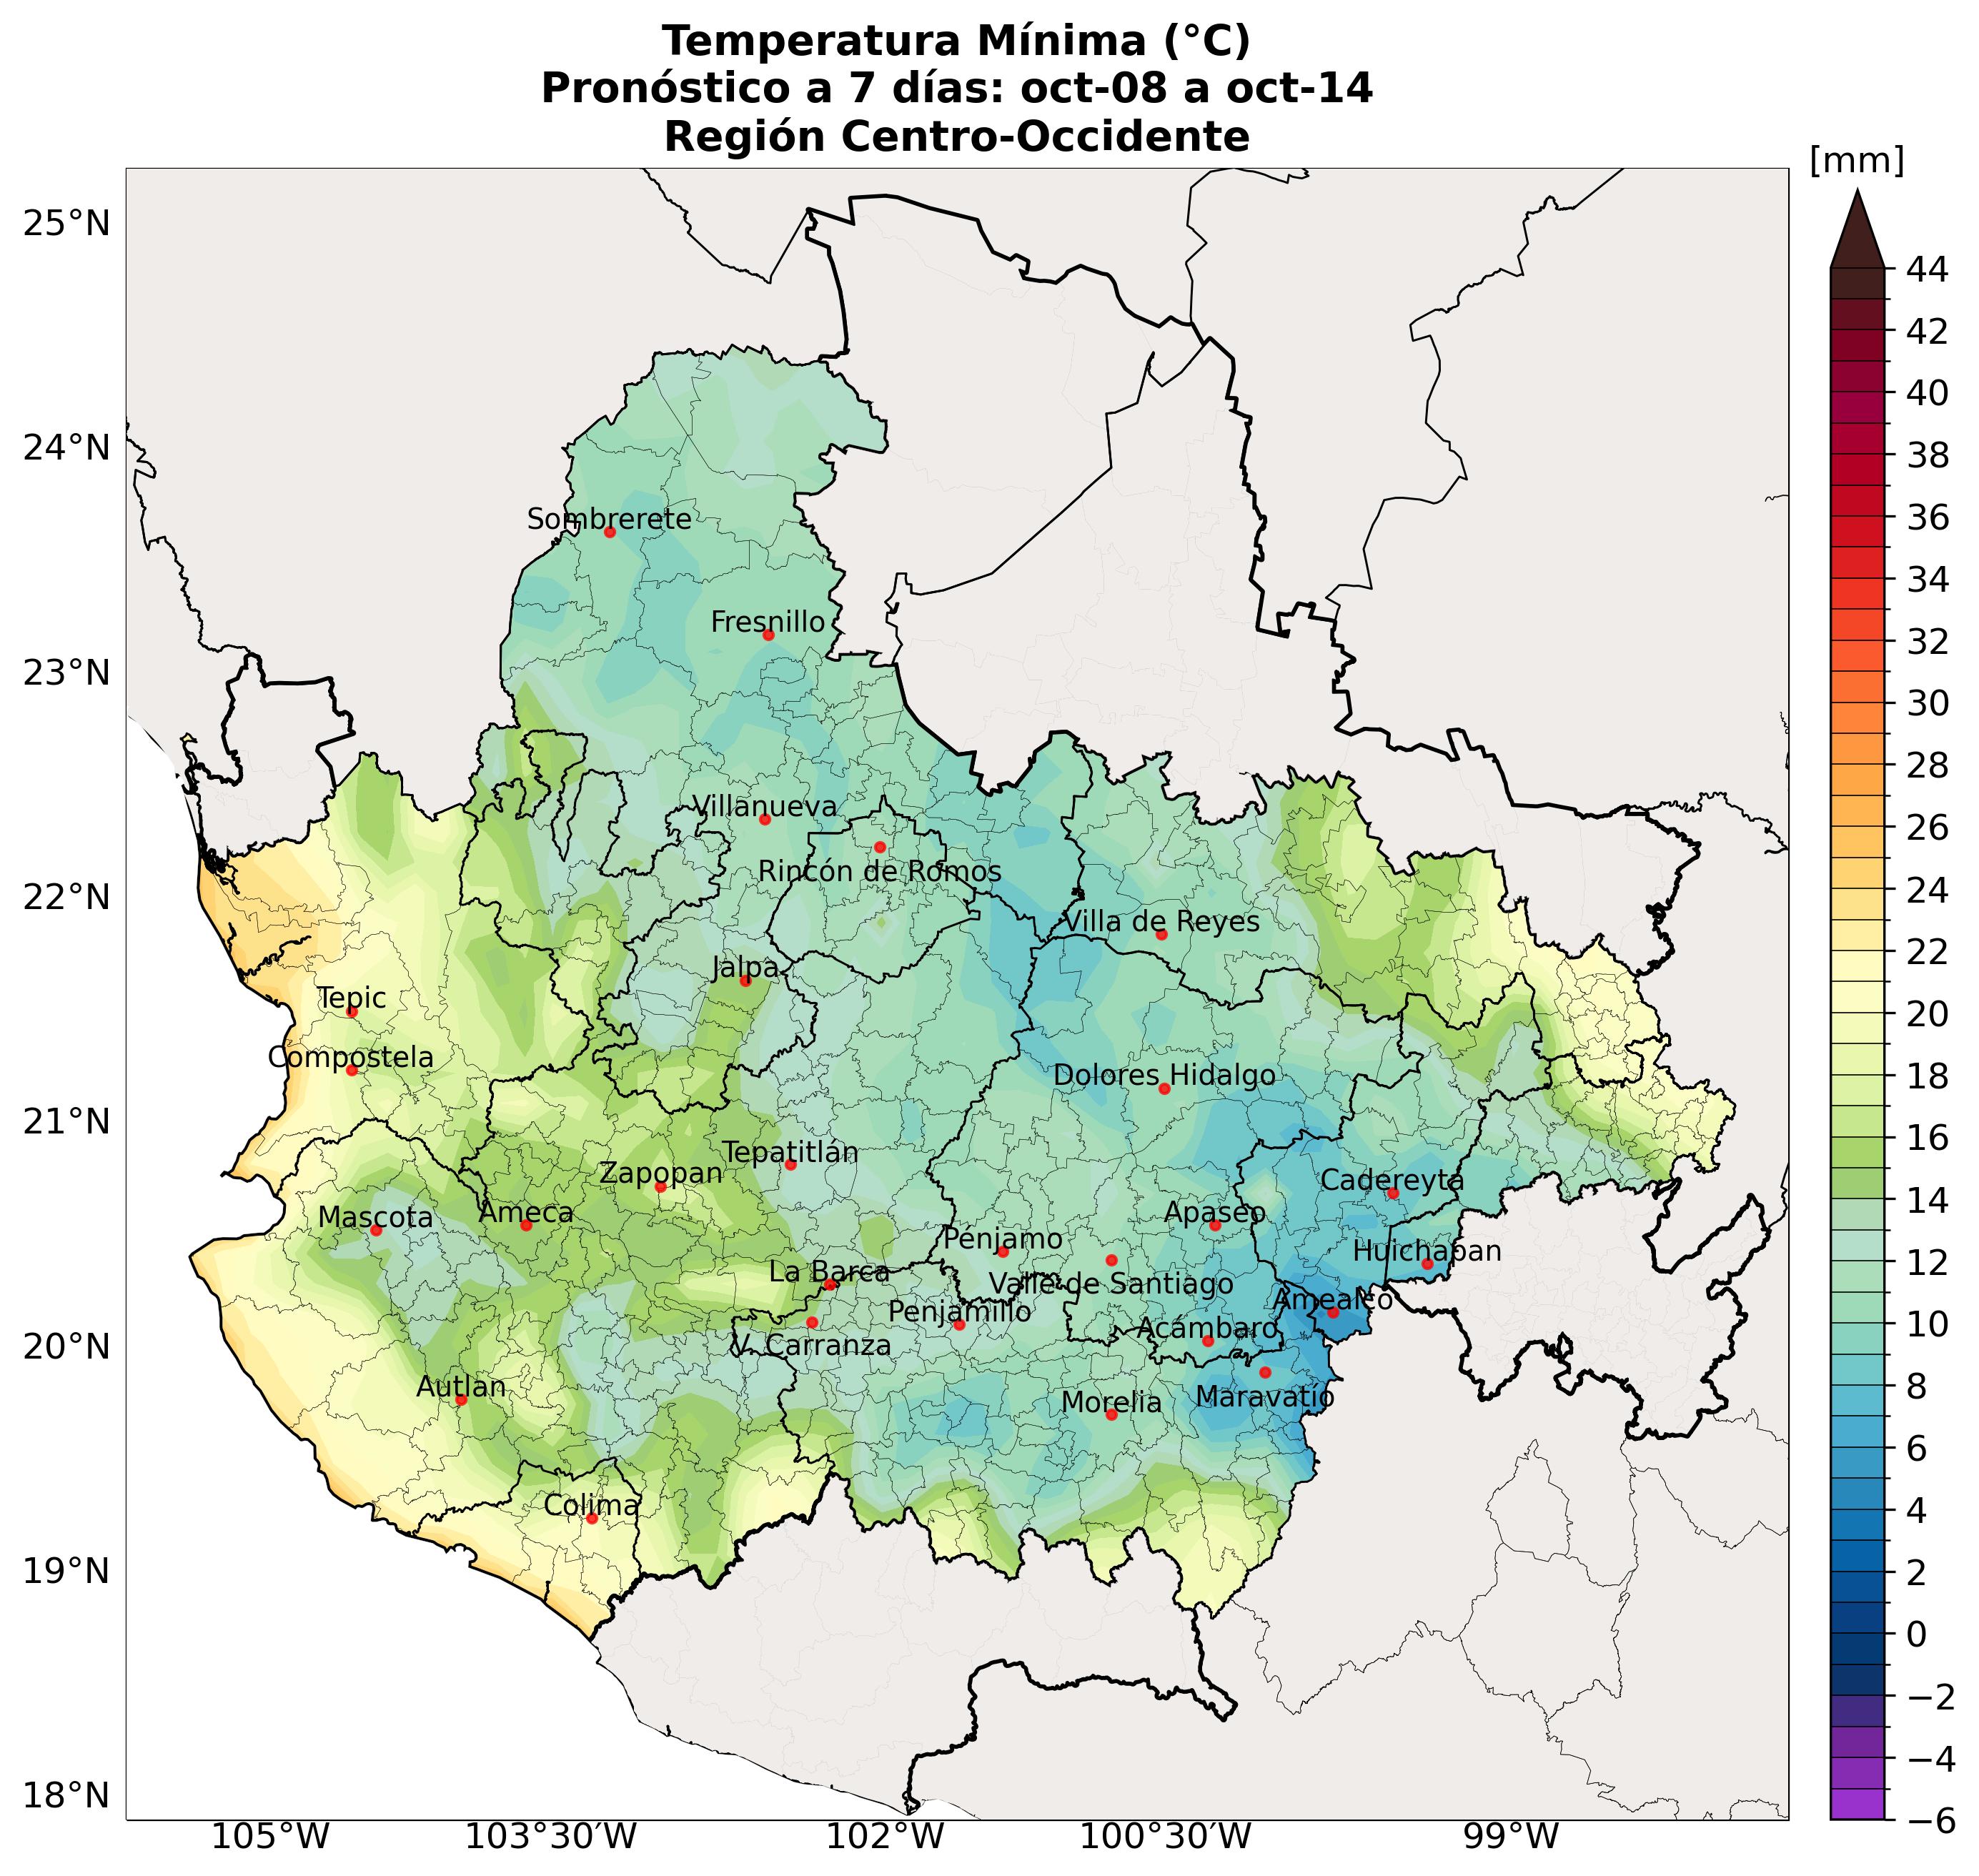 Temperatura Mínima (°C)
Pronóstico a 7 días: oct-08 a oct-14
Región Centro-Occidente
[mm]
25°N
24°N
23°N
22°N
21°N
20°N
19°N
18°N
105°W
103°30′W
102°W
100°30′W
99°W
44
42
40
38
36
34
32
30
28
26
24
22
20
18
16
14
12
10
8
6
4
2
0
−2
−4
−6
Sombrerete
Fresnillo
Villanueva
Rincón de Romos
Villa de Reyes
Jalpa
Tepic
Compostela
Dolores Hidalgo
Tepatitlán
Zapopan
Cadereyta
Mascota
Ameca
Apaseo
Pénjamo
Huichapan
La Barca
Valle de Santiago
Amealco
Penjamillo
Acámbaro
V. Carranza
Autlan
Morelia
Maravatío
Colima